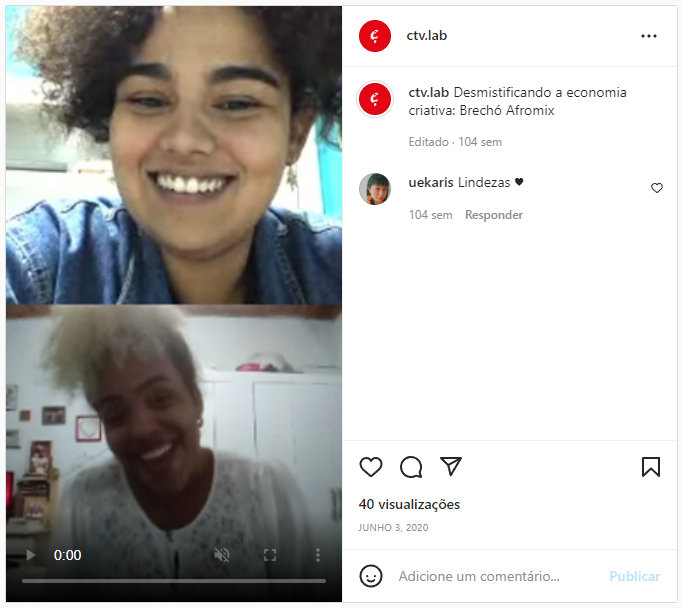 ctv.lab
ctv.lab Desmistificando a economia
criativa: Brechó Afromix
Editado · 104 sem
uekaris Lindezas ♥
104 sem Responder
0:00
40 visualizações
JUNHO 3, 2020
Adicione um comentário... Publicar